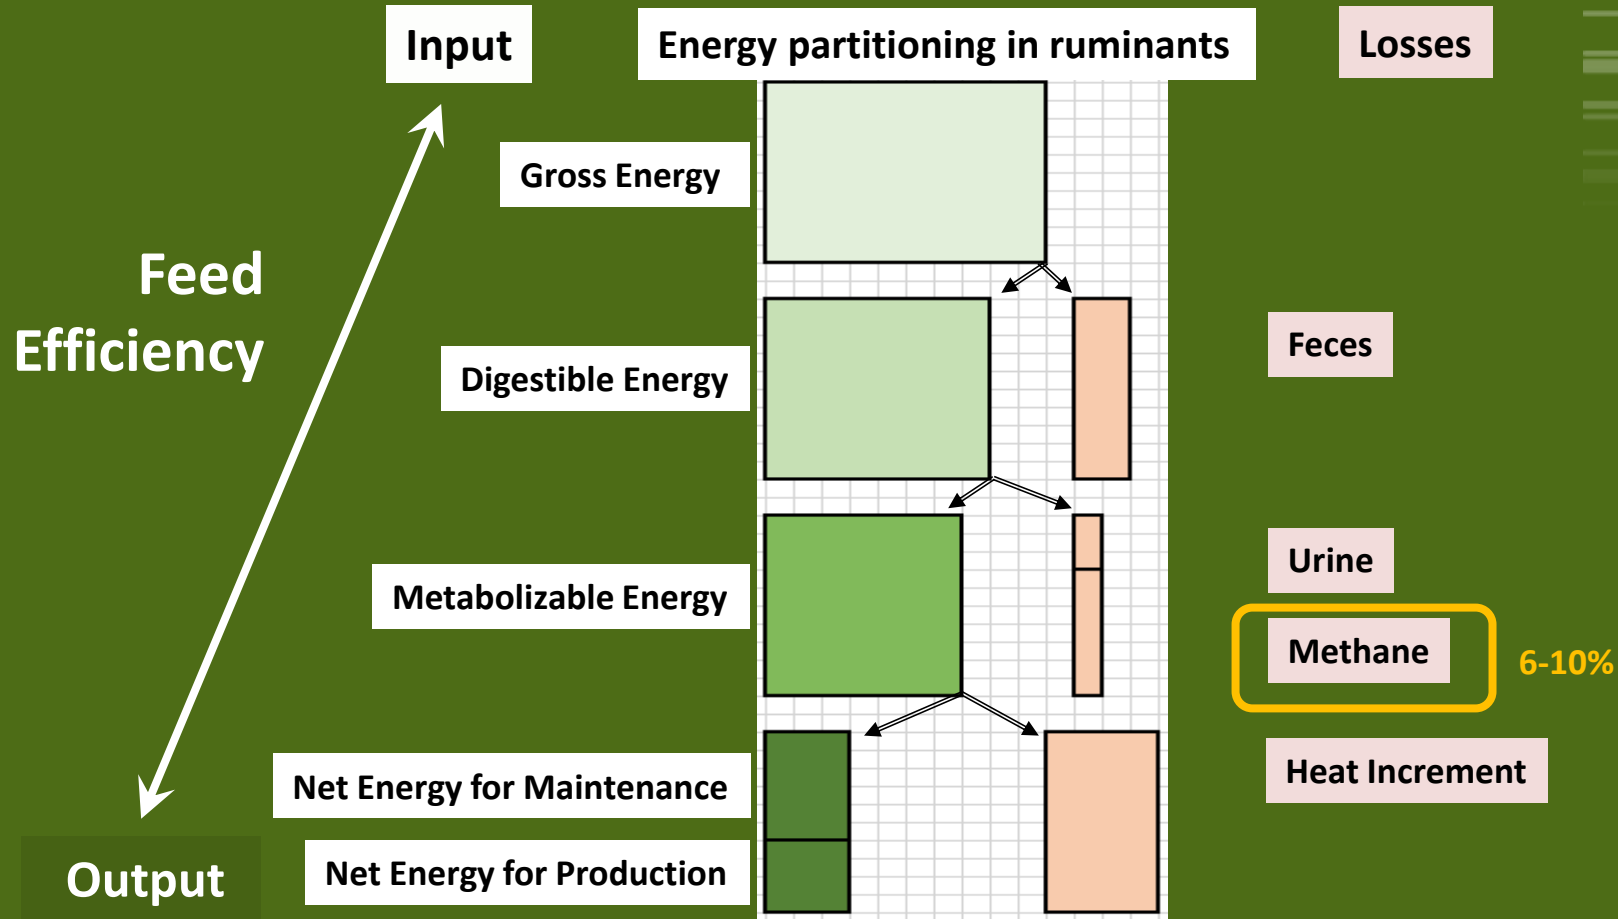 Input
Energy partitioning in ruminants
Losses
Gross Energy
Feed
Efficiency
Feces
Digestible Energy
Urine
Metabolizable Energy
Methane
6-10%
Heat Increment
Net Energy for Maintenance
Net Energy for Production
Output